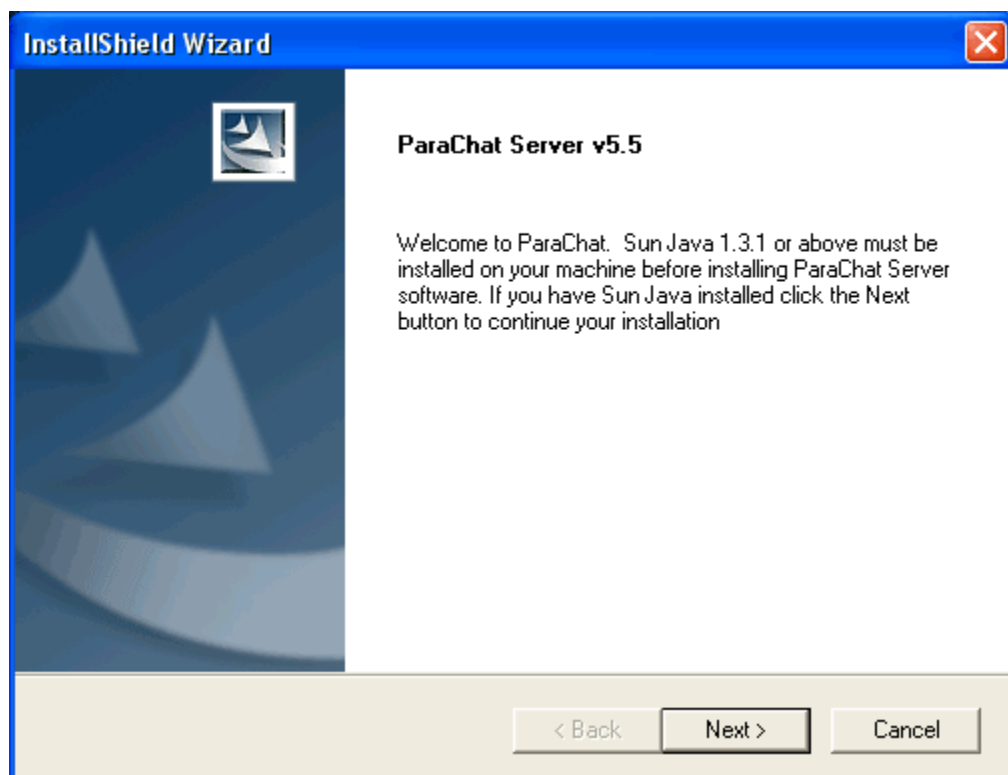 InstallShield Wizard
ParaChat Server v5.5
Welcome to ParaChat.  Sun Java 1.3.1 or above must be
installed on your machine before installing ParaChat Server
software. If you have Sun Java installed click the Next
button to continue your installation
< Back
Next >
Cancel